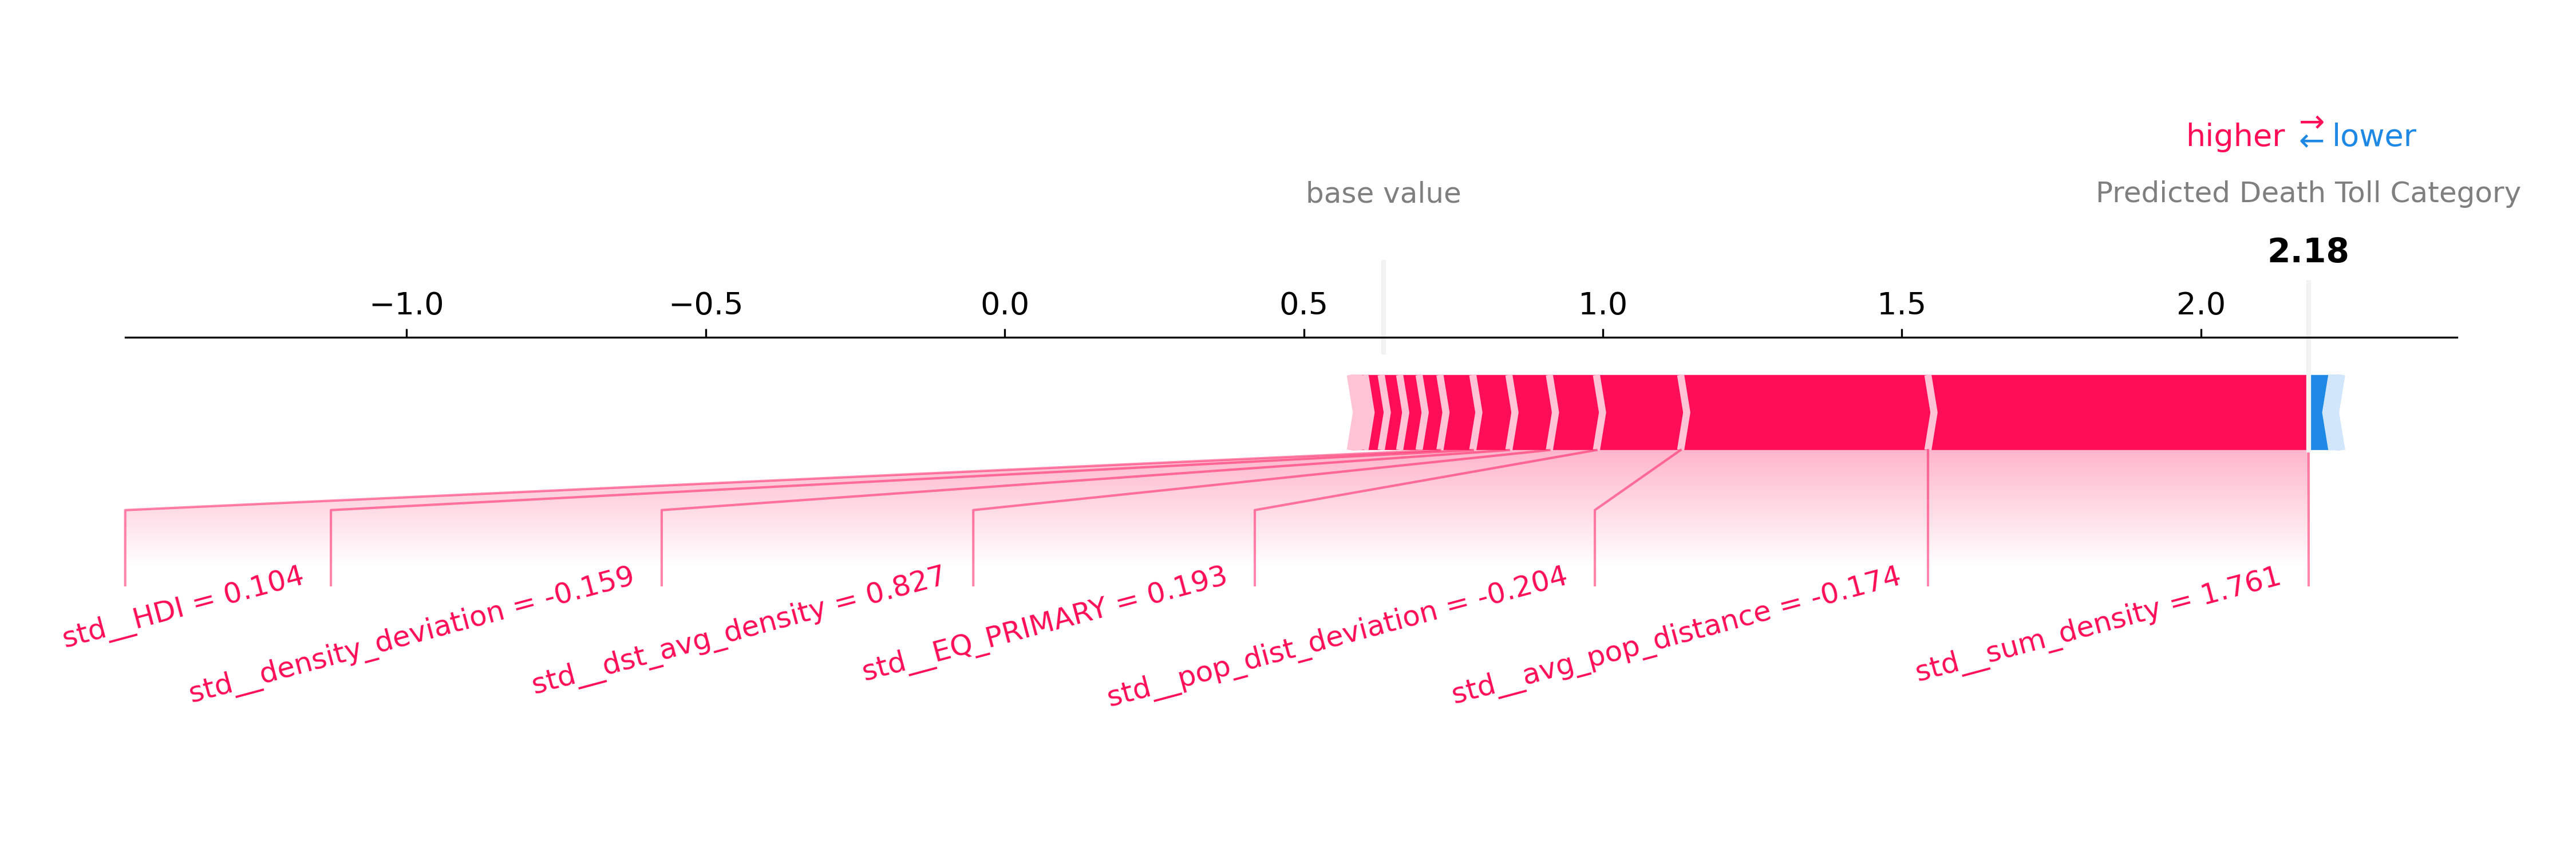 higher ⇄ lower
base value
Predicted Death Toll Category
2.18
−1.0 −0.5 0.0 0.5 1.0 1.5 2.0
std__HDI = 0.104
std__density_deviation = -0.159
std__dst_avg_density = 0.827
std__EQ_PRIMARY = 0.193
std__pop_dist_deviation = -0.204
std__avg_pop_distance = -0.174
std__sum_density = 1.761